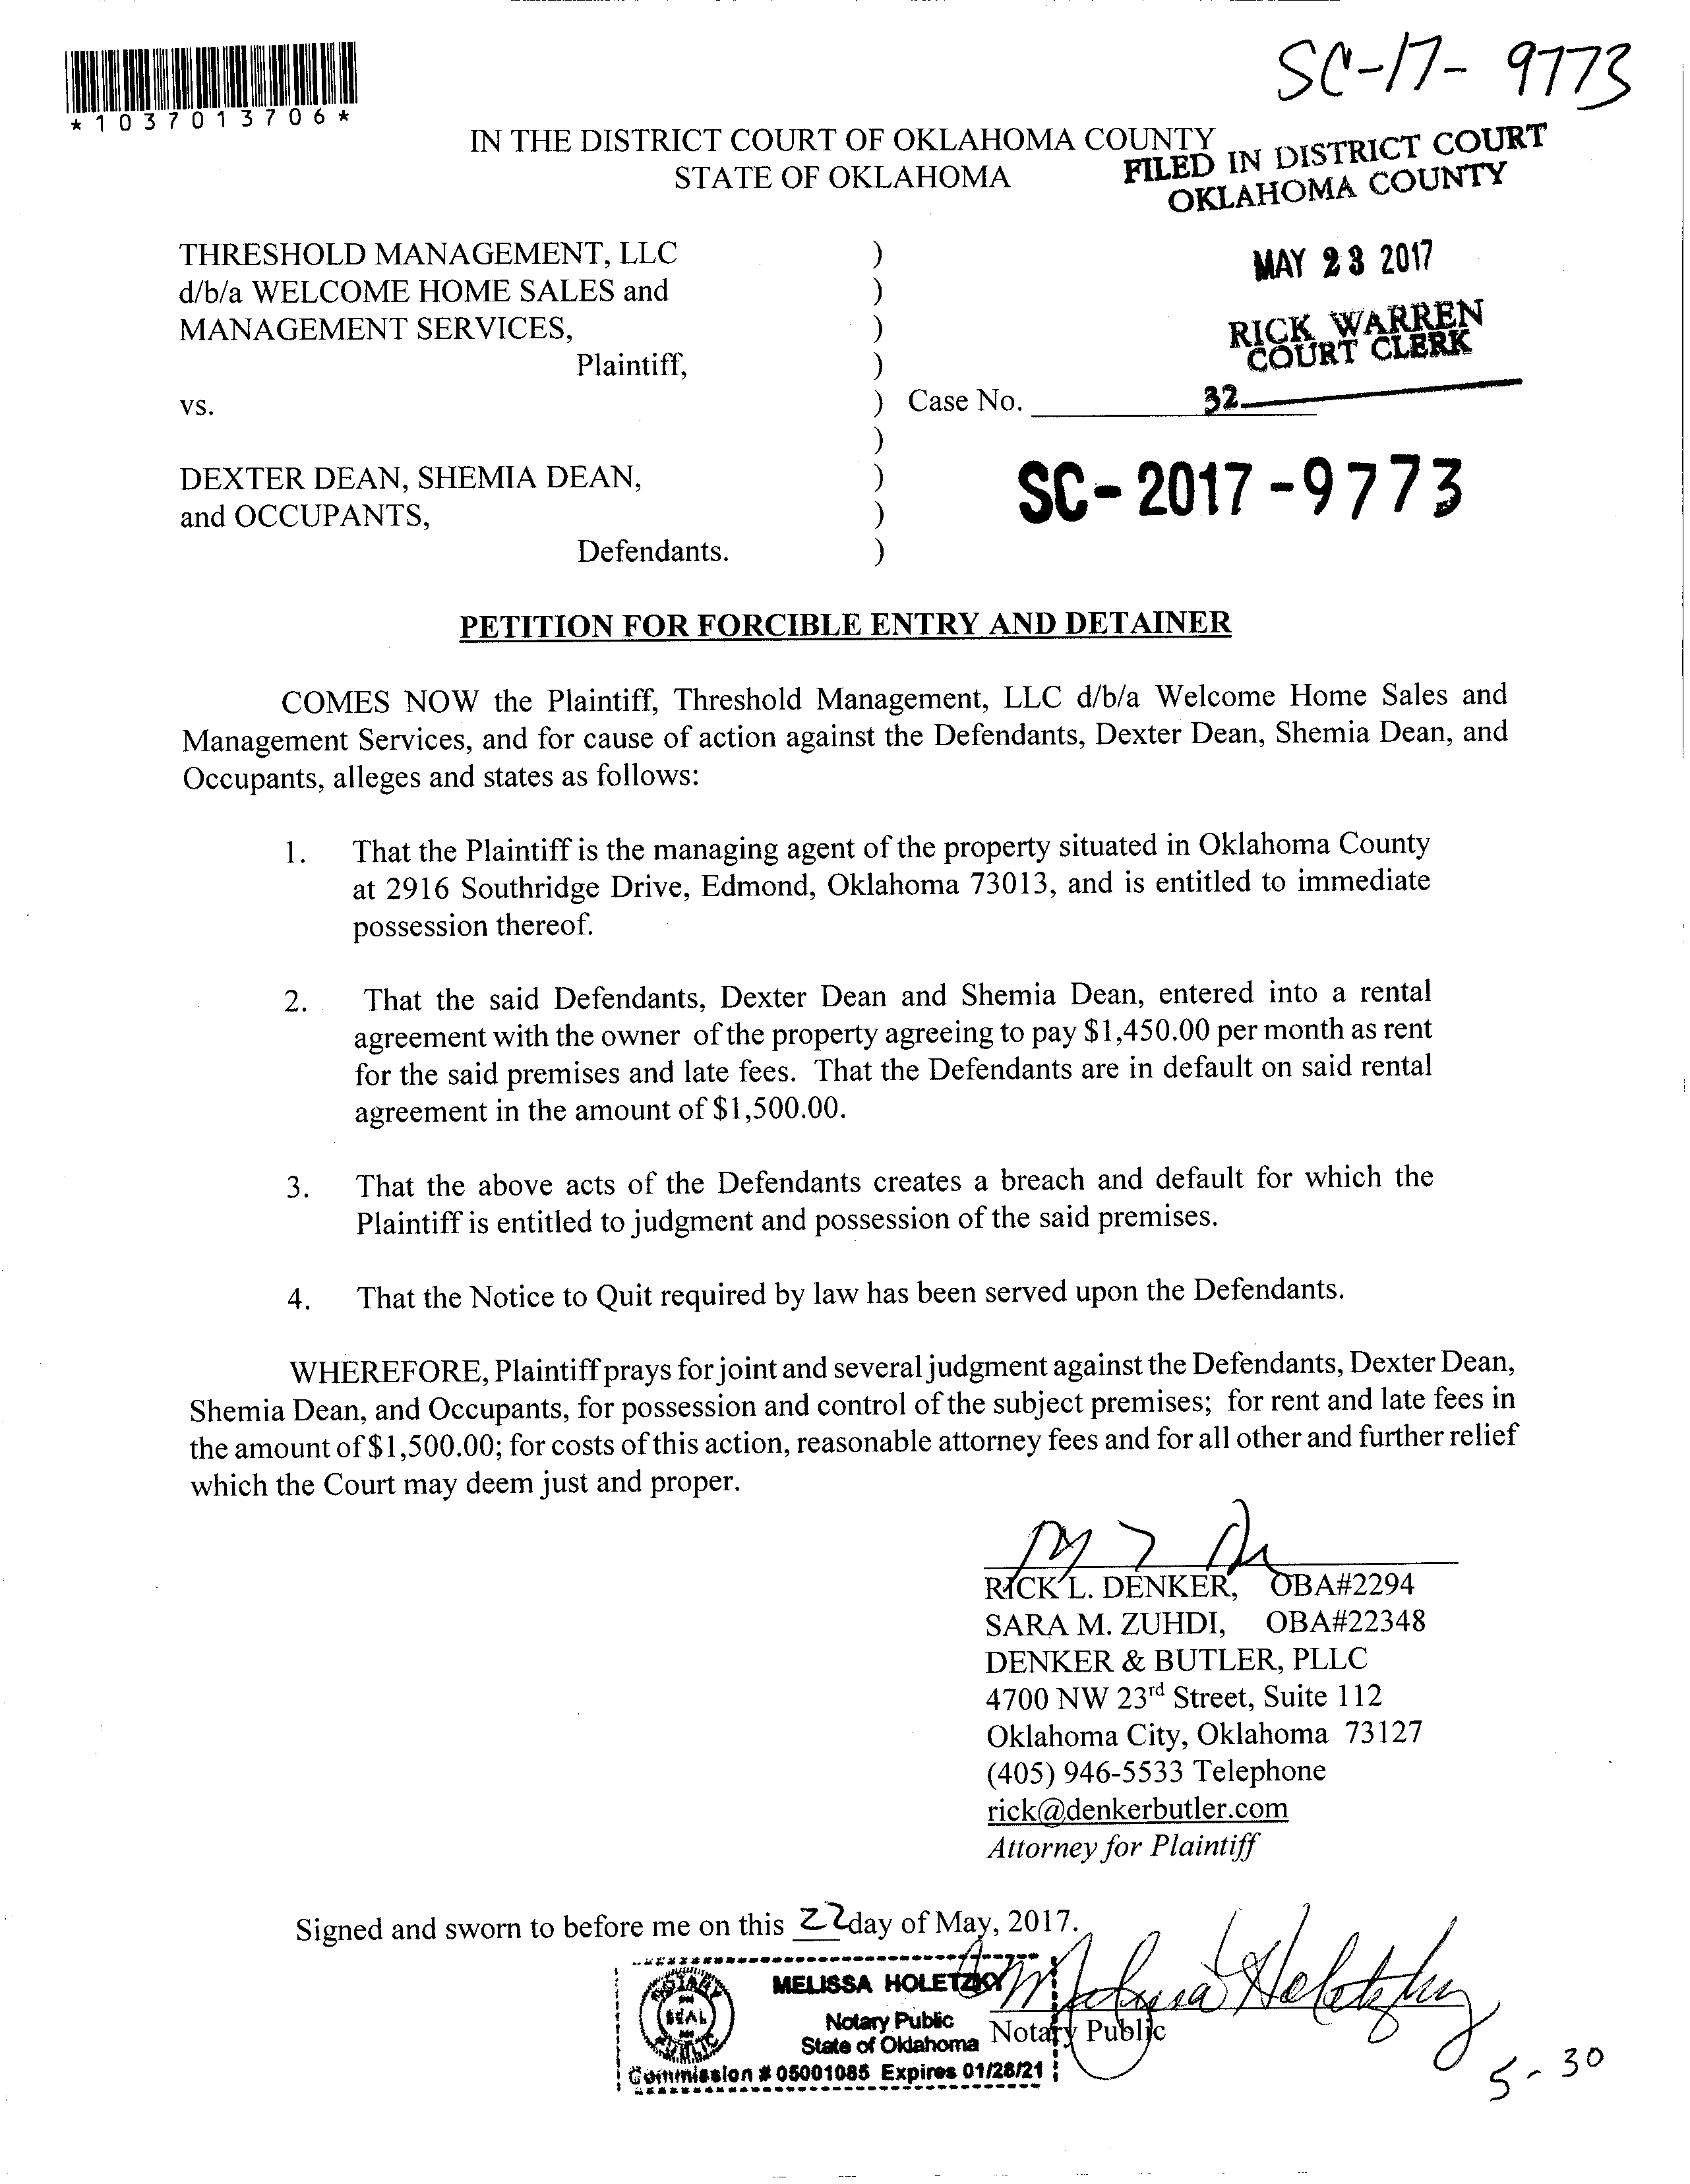 SC-17-9773
*1037013706*
IN THE DISTRICT COURT OF OKLAHOMA COUNTY
STATE OF OKLAHOMA
FILED IN DISTRICT COURT
OKLAHOMA COUNTY
MAY 23 2017
RICK WARREN
COURT CLERK
32
THRESHOLD MANAGEMENT, LLC )
d/b/a WELCOME HOME SALES and )
MANAGEMENT SERVICES, )
Plaintiff, )
vs. ) Case No.
)
DEXTER DEAN, SHEMIA DEAN, )
and OCCUPANTS, )
Defendants. )
SC-2017-9773
PETITION FOR FORCIBLE ENTRY AND DETAINER
COMES NOW the Plaintiff, Threshold Management, LLC d/b/a Welcome Home Sales and
Management Services, and for cause of action against the Defendants, Dexter Dean, Shemia Dean, and
Occupants, alleges and states as follows:
1. That the Plaintiff is the managing agent of the property situated in Oklahoma County
at 2916 Southridge Drive, Edmond, Oklahoma 73013, and is entitled to immediate
possession thereof.
2. That the said Defendants, Dexter Dean and Shemia Dean, entered into a rental
agreement with the owner of the property agreeing to pay $1,450.00 per month as rent
for the said premises and late fees. That the Defendants are in default on said rental
agreement in the amount of $1,500.00.
3. That the above acts of the Defendants creates a breach and default for which the
Plaintiff is entitled to judgment and possession of the said premises.
4. That the Notice to Quit required by law has been served upon the Defendants.
WHEREFORE, Plaintiff prays for joint and several judgment against the Defendants, Dexter Dean,
Shemia Dean, and Occupants, for possession and control of the subject premises; for rent and late fees in
the amount of $1,500.00; for costs of this action, reasonable attorney fees and for all other and further relief
which the Court may deem just and proper.
RICK L. DENKER, OBA#2294
SARA M. ZUHDI, OBA#22348
DENKER & BUTLER, PLLC
4700 NW 23rd Street, Suite 112
Oklahoma City, Oklahoma 73127
(405) 946-5533 Telephone
rick@denkerbutler.com
Attorney for Plaintiff
Signed and sworn to before me on this 22 day of May, 2017.
Melissa Holetzky
Notary Public
NOTARY PUBLIC
SEAL
MELISSA HOLETZKY
Notary Public
State of Oklahoma
Commission # 05001085 Expires 01/28/21
5-30